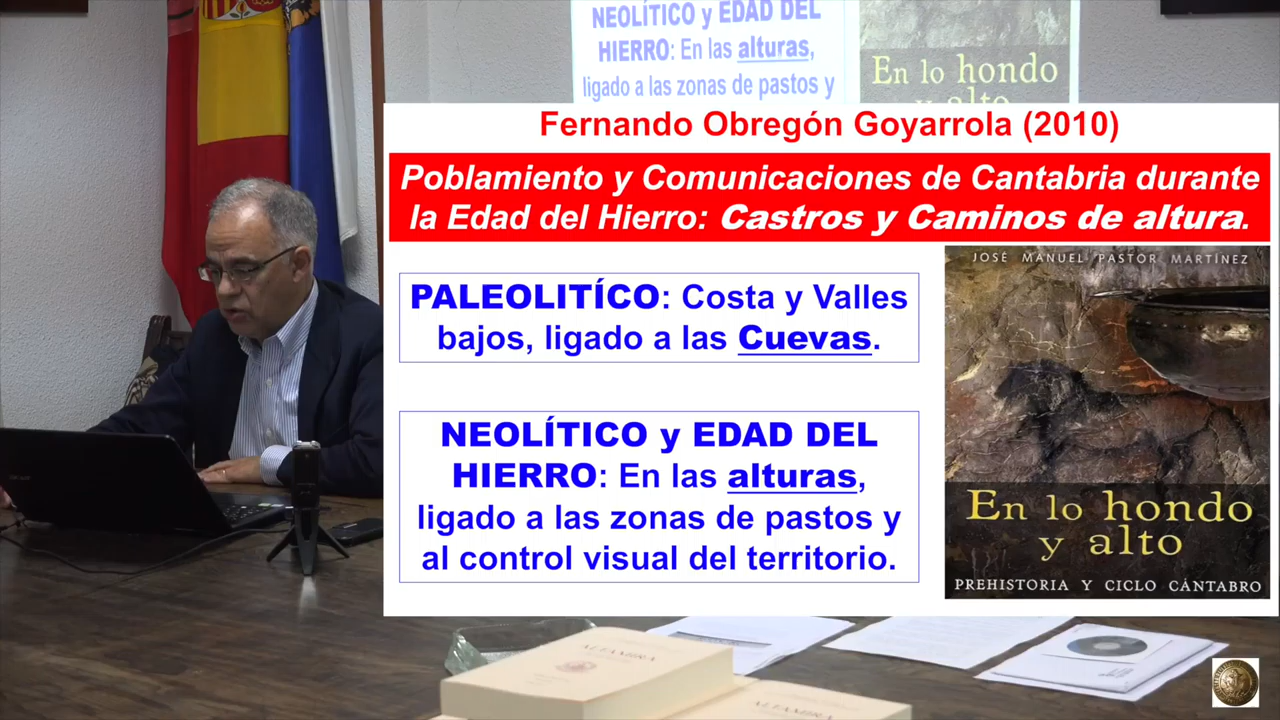 NEOLÍTICO y EDAD DEL
HIERRO: En las alturas,
ligado a las zonas de pastos y
En lo hondo
y alto
Fernando Obregón Goyarrola (2010)
Poblamiento y Comunicaciones de Cantabria durante
la Edad del Hierro: Castros y Caminos de altura.
PALEOLITÍCO: Costa y Valles
bajos, ligado a las Cuevas.
NEOLÍTICO y EDAD DEL
HIERRO: En las alturas,
ligado a las zonas de pastos y
al control visual del territorio.
JOSÉ MANUEL PASTOR MARTÍNEZ
En lo hondo
y alto
PREHISTORIA Y CICLO CÁNTABRO
ALTAMIRA
ALTAMIRA